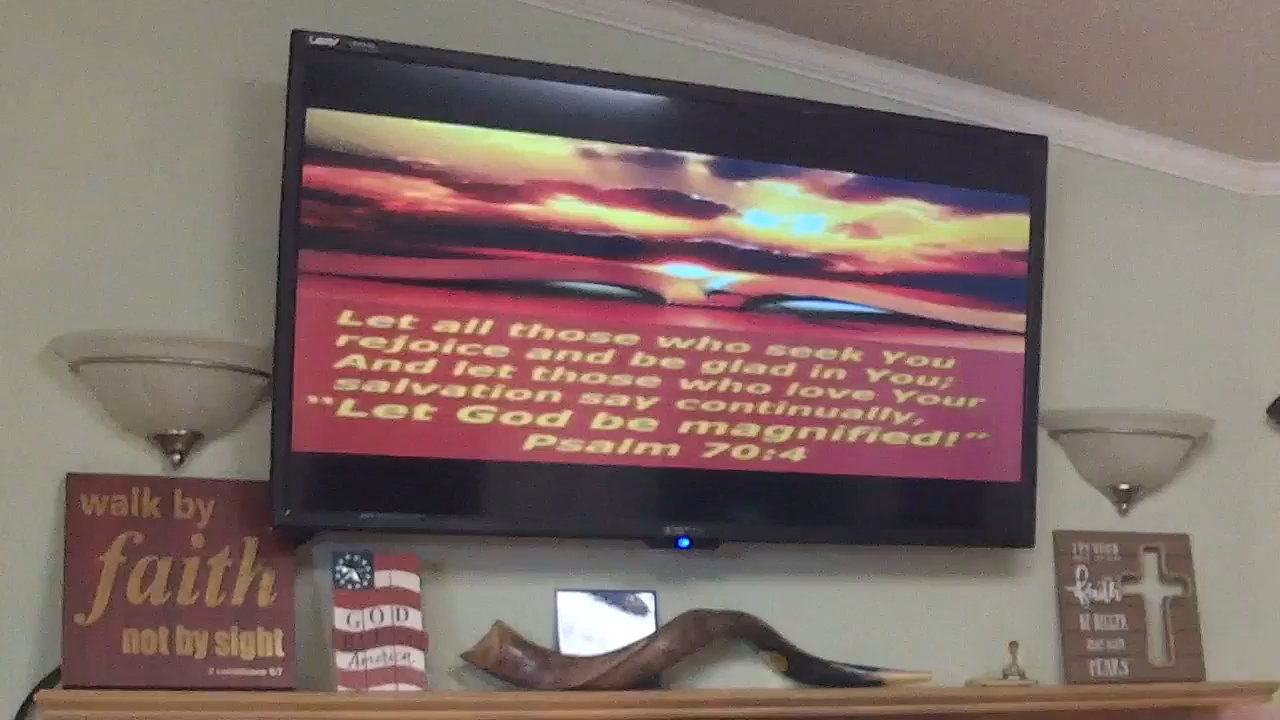 Let all those who seek You
rejoice and be glad in You;
And let those who love Your
salvation say continually,
"Let God be magnified!"
Psalm 70:4
walk by
faith
not by sight
GOD
America
faith